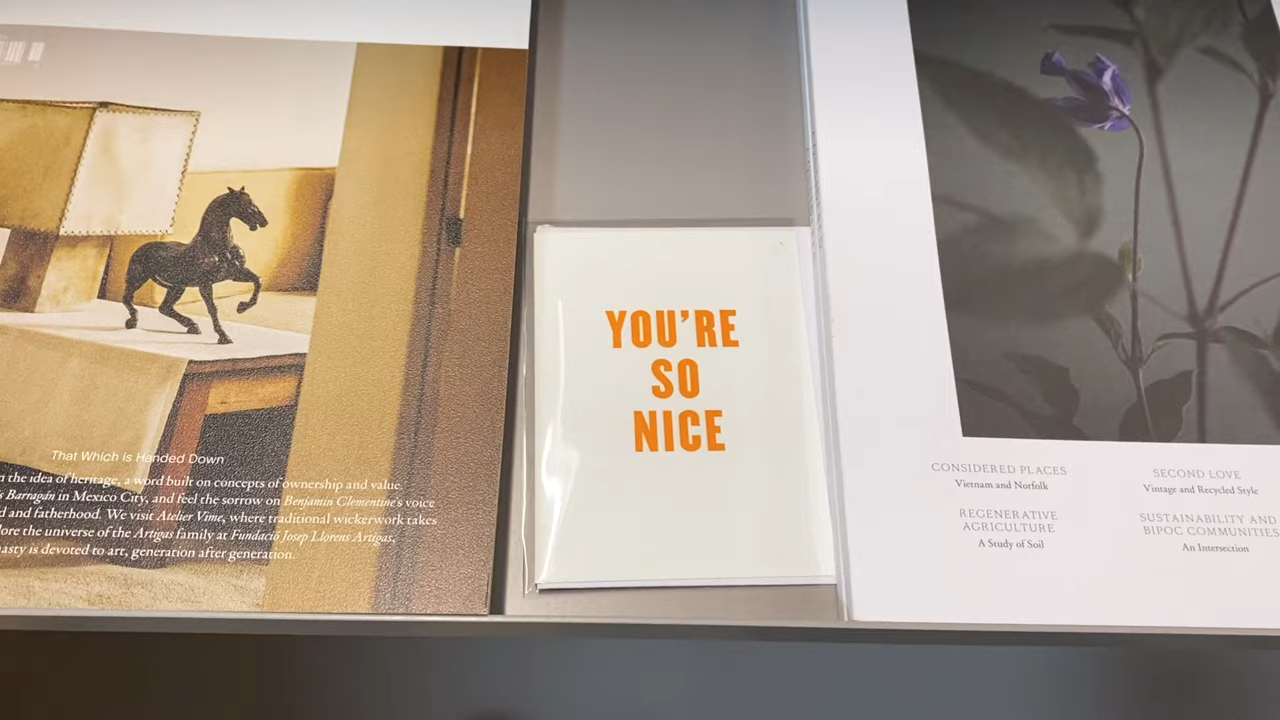 That Which is Handed Down
n the idea of heritage, a word built on concepts of ownership and value.
s Barragán in Mexico City, and feel the sorrow on Benjamin Clementine's voice
d and fatherhood. We visit Atelier Vime, where traditional wickerwork takes
lore the universe of the Artigas family at Fundació Josep Llorens Artigas,
nasty is devoted to art, generation after generation.
YOU'RE
SO
NICE
CONSIDERED PLACES
Vietnam and Norfolk
SECOND LOVE
Vintage and Recycled Style
REGENERATIVE
AGRICULTURE
A Study of Soil
SUSTAINABILITY AND
BIPOC COMMUNITIES
An Intersection